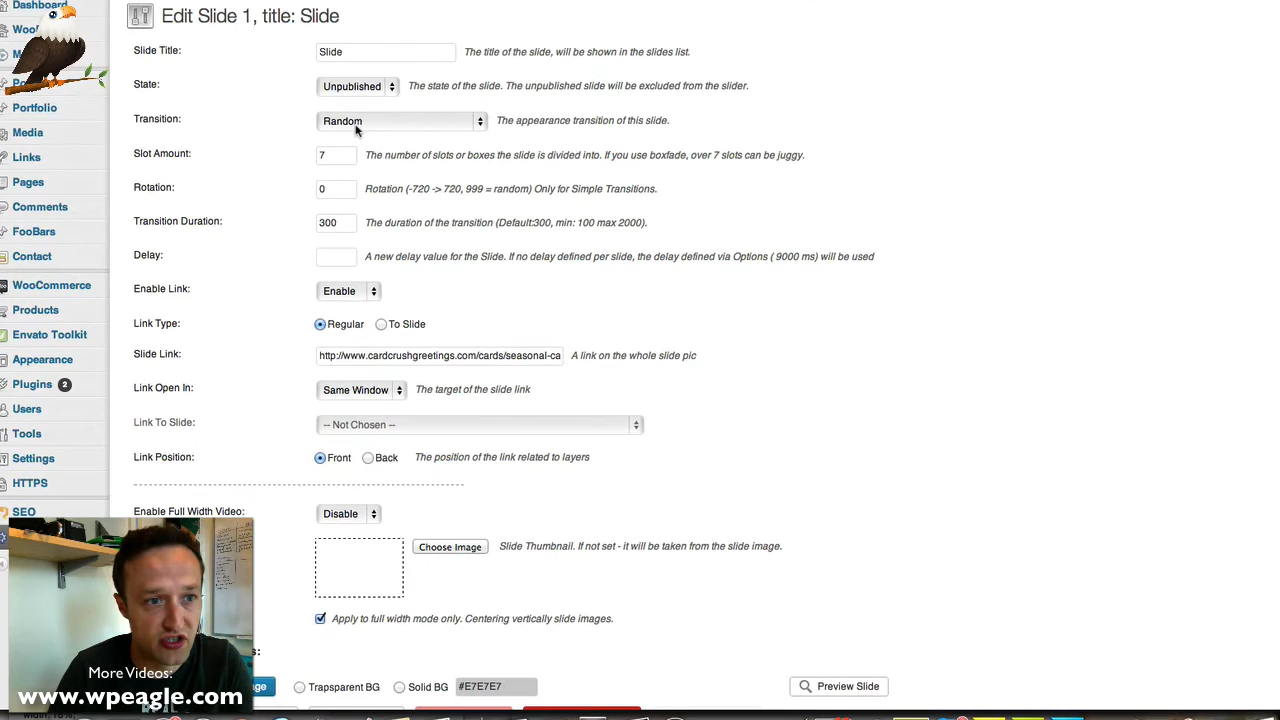 Dashboard
Edit Slide 1, title: Slide
Slide Title:
Slide
The title of the slide, will be shown in the slides list.
State:
Unpublished
The state of the slide. The unpublished slide will be excluded from the slider.
Portfolio
Transition:
Random
The appearance transition of this slide.
Media
Slot Amount:
7
The number of slots or boxes the slide is divided into. If you use boxfade, over 7 slots can be juggy.
Links
Pages
Rotation:
0
Rotation (-720 -> 720, 999 = random) Only for Simple Transitions.
Comments
Transition Duration:
300
The duration of the transition (Default:300, min: 100 max 2000).
FooBars
Contact
Delay:
A new delay value for the Slide. If no delay defined per slide, the delay defined via Options ( 9000 ms) will be used
WooCommerce
Enable Link:
Enable
Products
Link Type:
Regular
To Slide
Envato Toolkit
Slide Link:
http://www.cardcrushgreetings.com/cards/seasonal-ca
A link on the whole slide pic
Appearance
Plugins 2
Link Open In:
Same Window
The target of the slide link
Users
Link To Slide:
-- Not Chosen --
Tools
Settings
Link Position:
Front
Back
The position of the link related to layers
HTTPS
SEO
Enable Full Width Video:
Disable
Choose Image
Slide Thumbnail. If not set - it will be taken from the slide image.
Apply to full width mode only. Centering vertically slide images.
More Videos:
www.wpeagle.com
Trapsparent BG
Solid BG
#E7E7E7
Preview Slide